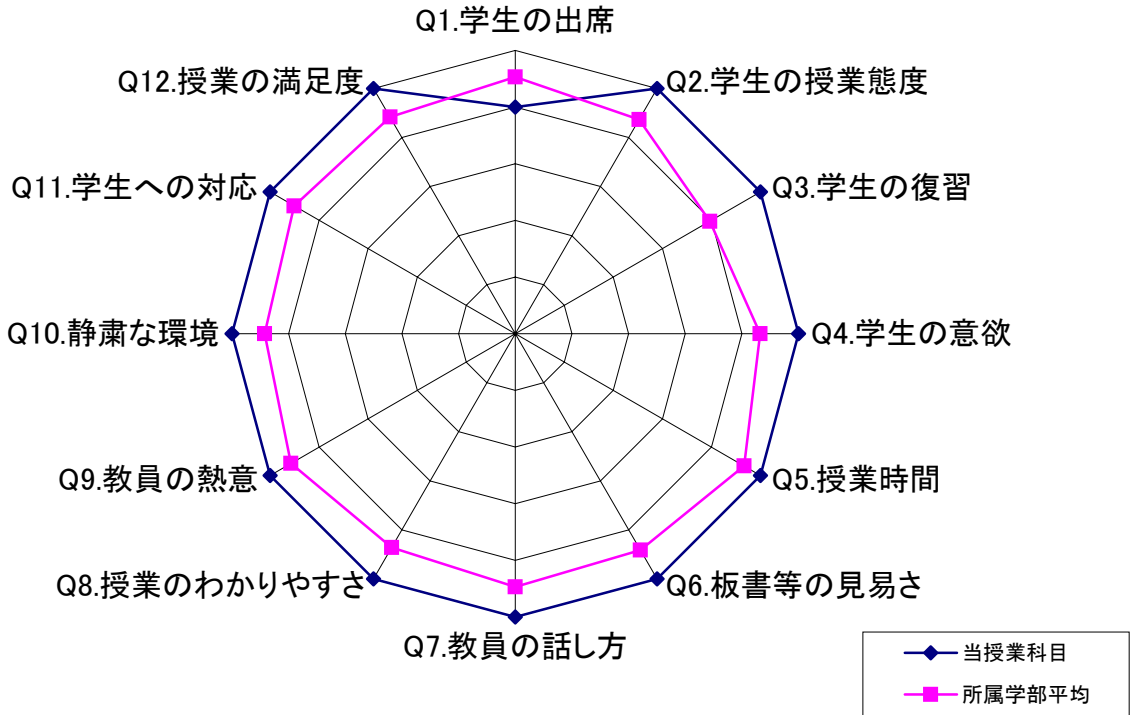 Q1.学生の出席
Q2.学生の授業態度
Q3.学生の復習
Q4.学生の意欲
Q5.授業時間
Q6.板書等の見易さ
Q7.教員の話し方
Q8.授業のわかりやすさ
Q9.教員の熱意
Q10.静粛な環境
Q11.学生への対応
Q12.授業の満足度
当授業科目
所属学部平均